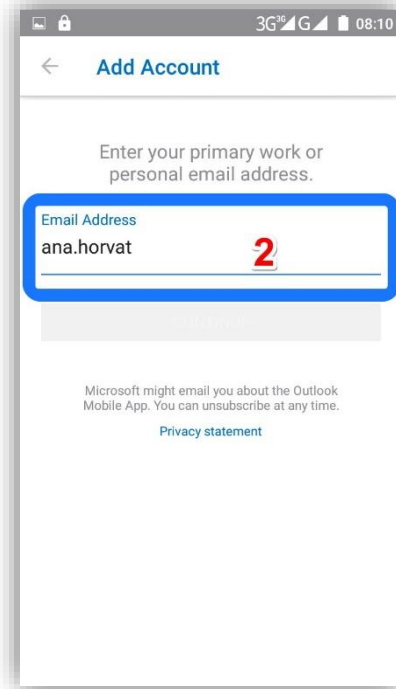 3G 3G G 08:10
← Add Account
Enter your primary work or
personal email address.
Email Address
ana.horvat
2
CONTINUE
Microsoft might email you about the Outlook
Mobile App. You can unsubscribe at any time.
Privacy statement